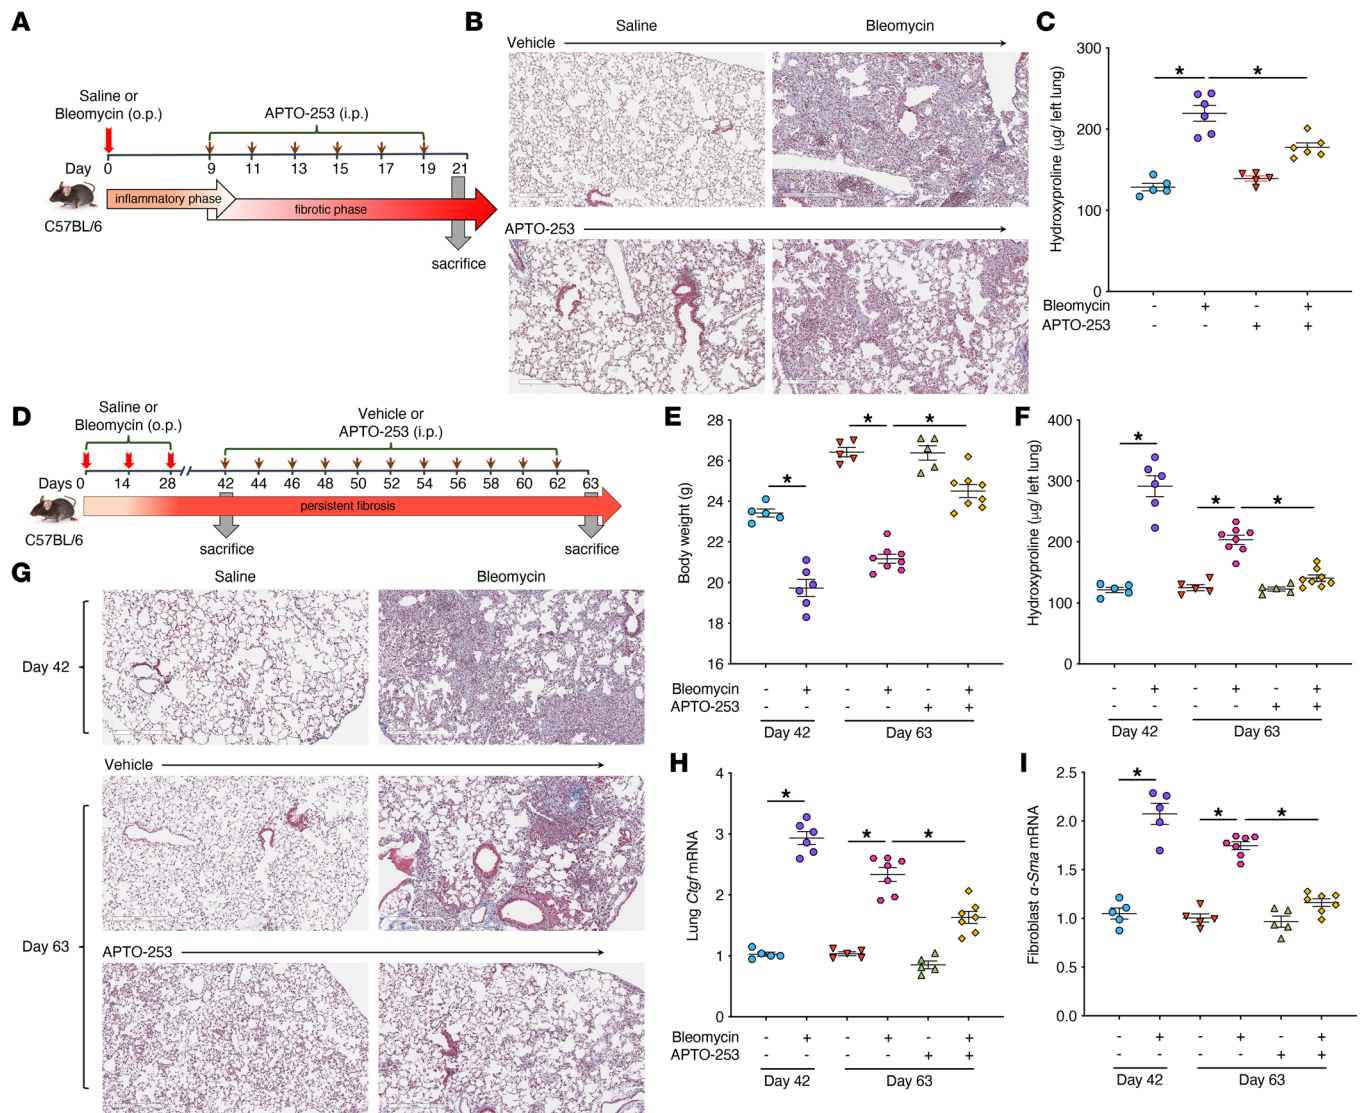 A
Saline or
Bleomycin (o.p.)
APTO-253 (i.p.)
Day 0 9 11 13 15 17 19 21
inflammatory phase
fibrotic phase
C57BL/6
sacrifice
B
Saline Bleomycin
Vehicle
APTO-253
C
Hydroxyproline (µg/ left lung)
300
200
100
0
* *
Bleomycin - + - +
APTO-253 - - + +
D
Saline or
Bleomycin (o.p.)
Vehicle or
APTO-253 (i.p.)
Days 0 14 28 42 44 46 48 50 52 54 56 58 60 62 63
persistent fibrosis
C57BL/6
sacrifice sacrifice
E
Body weight (g)
28
26
24
22
20
18
16
* * *
Bleomycin - + - + - +
APTO-253 - - - - + +
Day 42 Day 63
F
Hydroxyproline (µg/ left lung)
400
300
200
100
0
* * *
- + - + - +
- - - - + +
Day 42 Day 63
G
Saline Bleomycin
Day 42
Vehicle
Day 63
APTO-253
H
Lung Ctgf mRNA
4
3
2
1
0
* * *
Bleomycin - + - + - +
APTO-253 - - - - + +
Day 42 Day 63
I
Fibroblast α-Sma mRNA
2.5
2.0
1.5
1.0
0.5
0.0
* * *
- + - + - +
- - - - + +
Day 42 Day 63